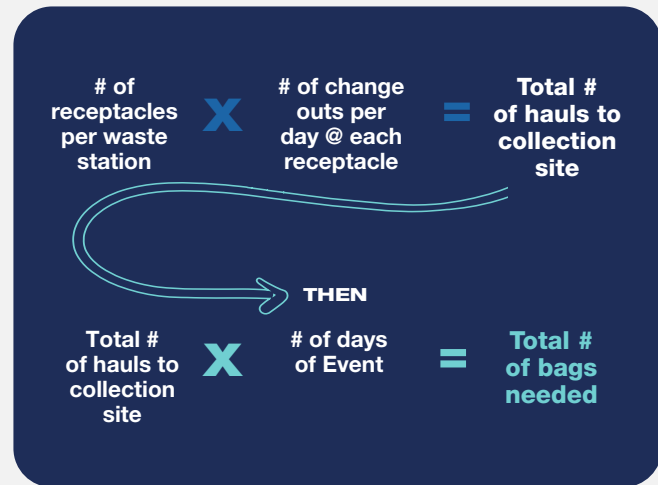 # of
receptacles
per waste
station
X
# of change
outs per
day @ each
receptacle
=
Total #
of hauls to
collection
site
THEN
Total #
of hauls to
collection
site
X
# of days
of Event
=
Total #
of bags
needed